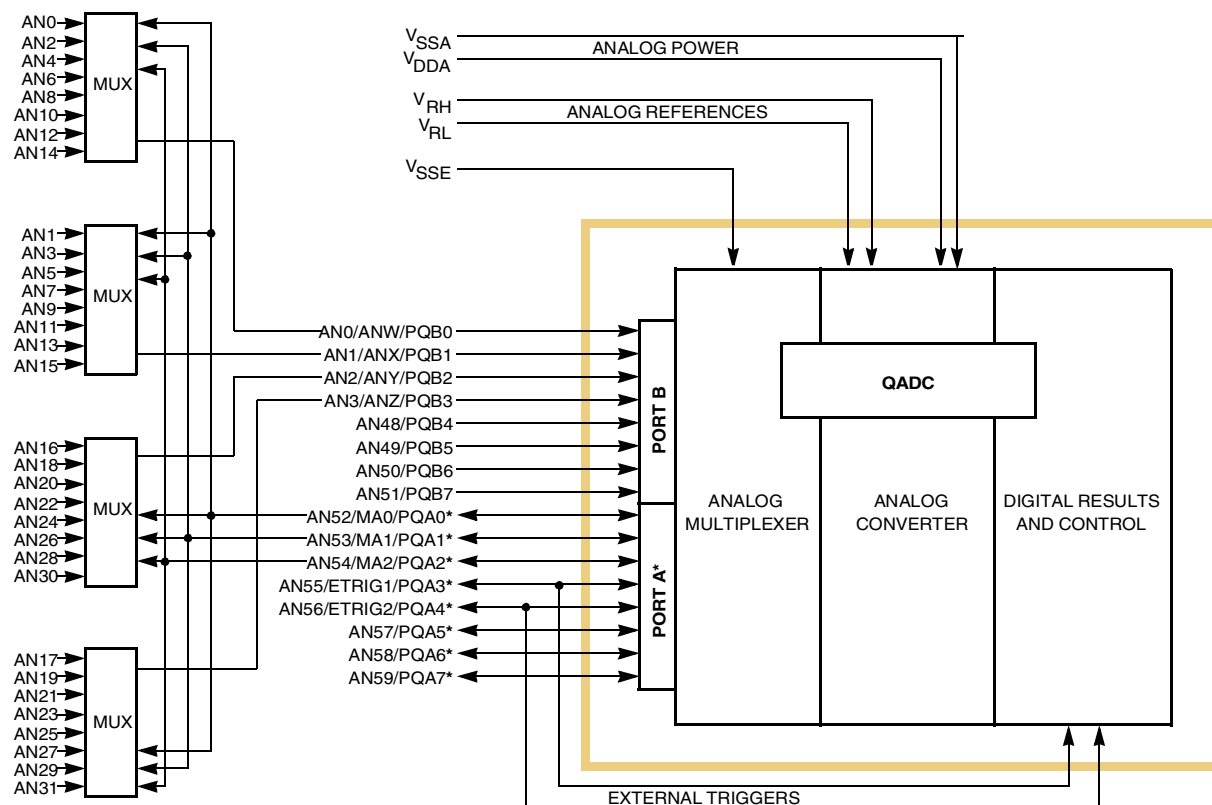 AN0
AN2
AN4
AN6
AN8
AN10
AN12
AN14
MUX
AN1
AN3
AN5
AN7
AN9
AN11
AN13
AN15
MUX
AN16
AN18
AN20
AN22
AN24
AN26
AN28
AN30
MUX
AN17
AN19
AN21
AN23
AN25
AN27
AN29
AN31
MUX
VSSA
ANALOG POWER
VDDA
VRH
ANALOG REFERENCES
VRL
VSSE
AN0/ANW/PQB0
AN1/ANX/PQB1
AN2/ANY/PQB2
AN3/ANZ/PQB3
AN48/PQB4
AN49/PQB5
AN50/PQB6
AN51/PQB7
AN52/MA0/PQA0*
AN53/MA1/PQA1*
AN54/MA2/PQA2*
AN55/ETRIG1/PQA3*
AN56/ETRIG2/PQA4*
AN57/PQA5*
AN58/PQA6*
AN59/PQA7*
PORT B
PORT A*
QADC
ANALOG
MULTIPLEXER
ANALOG
CONVERTER
DIGITAL RESULTS
AND CONTROL
EXTERNAL TRIGGERS